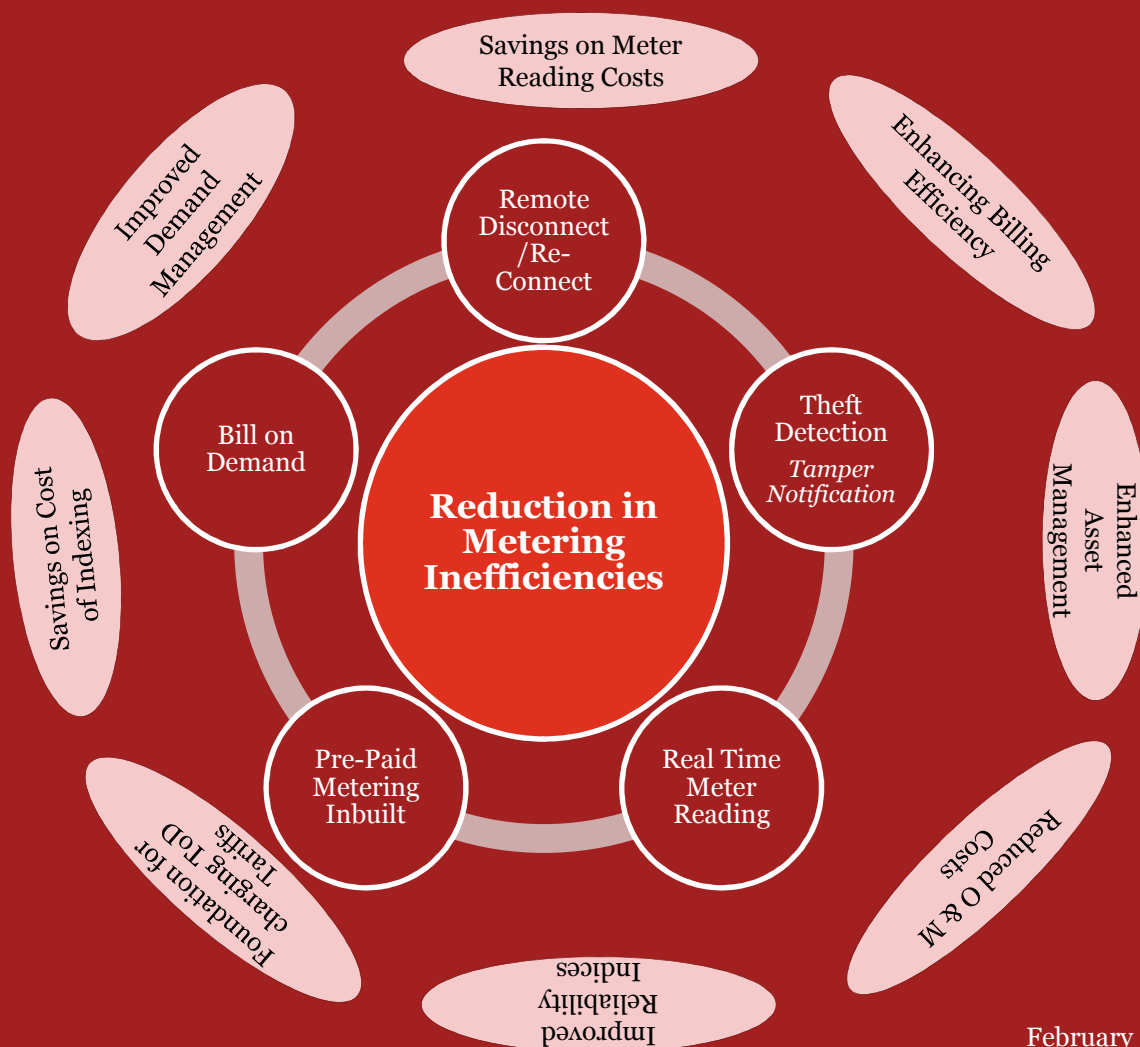 Savings on Meter
Reading Costs
Enhancing Billing
Efficiency
Enhanced
Asset
Management
Reduced O & M
Costs
Improved
Reliability
Indices
Foundation for
charging ToD
Tariffs
Savings on Cost
of Indexing
Improved
Demand
Management
Remote
Disconnect
/Re-
Connect
Theft
Detection
Tamper
Notification
Real Time
Meter
Reading
Pre-Paid
Metering
Inbuilt
Bill on
Demand
Reduction in
Metering
Inefficiencies
February